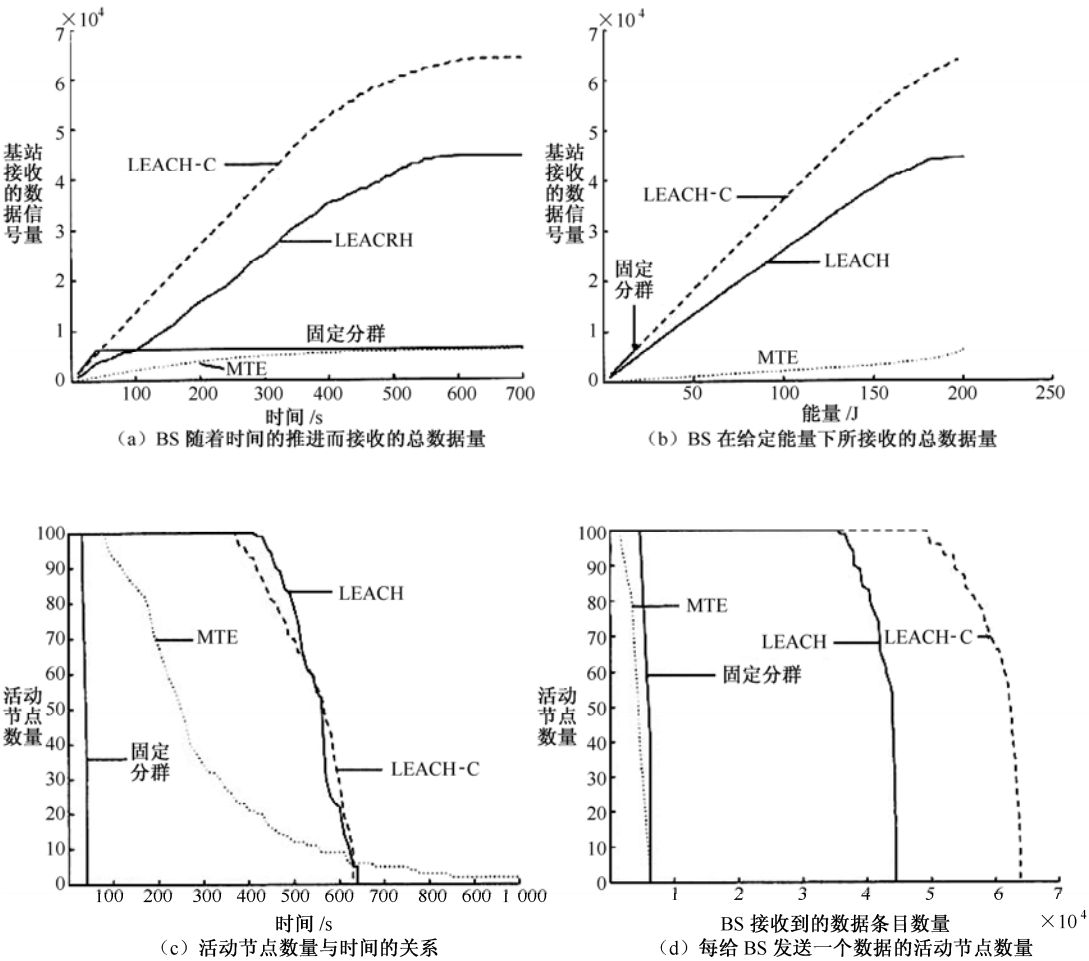 ×10⁴
7
6
5
4
3
2
1
0
基站
接收
的数
据信
号量
LEACH-C
LEACRH
固定分群
MTE
100 200 300 400 500 600 700
时间 /s
(a) BS 随着时间的推进而接收的总数据量
×10⁴
7
6
5
4
3
2
1
0
基站
接收
的数
据信
号量
LEACH-C
LEACH
固定
分群
MTE
50 100 150 200 250
能量 /J
(b) BS 在给定能量下所接收的总数据量
100
90
80
70
60
50
40
30
20
10
0
活动
节点
数量
LEACH
MTE
固定
分群
LEACH-C
100 200 300 400 500 600 700 800 900 1 000
时间 /s
(c) 活动节点数量与时间的关系
100
90
80
70
60
50
40
30
20
10
0
活动
节点
数量
MTE
LEACH
LEACH-C
固定分群
1 2 3 4 5 6 7
×10⁴
BS 接收到的数据条目数量
(d) 每给 BS 发送一个数据的活动节点数量